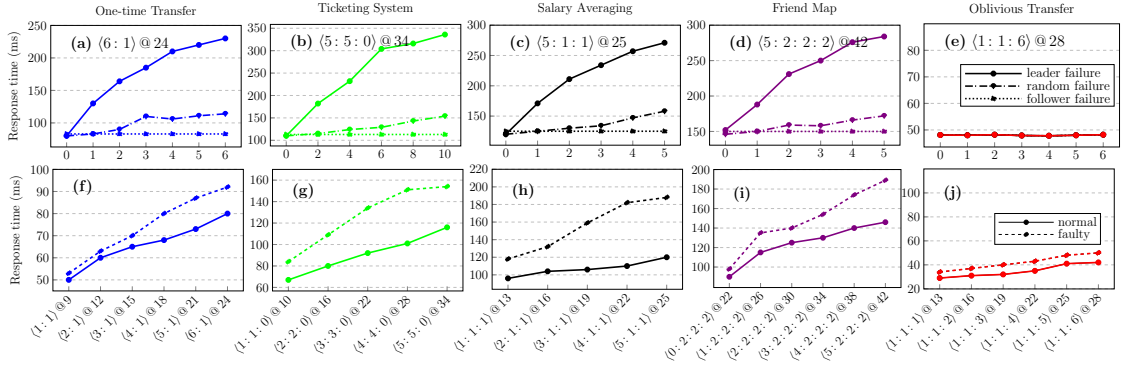 One-time Transfer
Ticketing System
Salary Averaging
Friend Map
Oblivious Transfer
Response time (ms)
(a) ⟨6 : 1⟩ @ 24
250
200
150
100
0 1 2 3 4 5 6
(b) ⟨5 : 5 : 0⟩ @ 34
350
300
250
200
150
100
0 2 4 6 8 10
(c) ⟨5 : 1 : 1⟩ @ 25
300
250
200
150
0 1 2 3 4 5
(d) ⟨5 : 2 : 2 : 2⟩ @ 42
300
250
200
150
0 1 2 3 4 5
(e) ⟨1 : 1 : 6⟩ @ 28
80
60
50
leader failure
random failure
follower failure
0 1 2 3 4 5 6
Response time (ms)
(f)
100
90
80
70
60
50
⟨1 : 1⟩ @ 9
⟨2 : 1⟩ @ 12
⟨3 : 1⟩ @ 15
⟨4 : 1⟩ @ 18
⟨5 : 1⟩ @ 21
⟨6 : 1⟩ @ 24
(g)
160
140
120
100
80
60
⟨1 : 1 : 0⟩ @ 10
⟨2 : 2 : 0⟩ @ 16
⟨3 : 3 : 0⟩ @ 22
⟨4 : 4 : 0⟩ @ 28
⟨5 : 5 : 0⟩ @ 34
(h)
220
200
180
160
140
120
100
⟨1 : 1 : 1⟩ @ 13
⟨2 : 1 : 1⟩ @ 16
⟨3 : 1 : 1⟩ @ 19
⟨4 : 1 : 1⟩ @ 22
⟨5 : 1 : 1⟩ @ 25
(i)
200
180
160
140
120
100
80
⟨0 : 2 : 2 : 2⟩ @ 22
⟨1 : 2 : 2 : 2⟩ @ 26
⟨2 : 2 : 2 : 2⟩ @ 30
⟨3 : 2 : 2 : 2⟩ @ 34
⟨4 : 2 : 2 : 2⟩ @ 38
⟨5 : 2 : 2 : 2⟩ @ 42
(j)
100
80
60
40
20
normal
faulty
⟨1 : 1 : 1⟩ @ 13
⟨1 : 1 : 2⟩ @ 16
⟨1 : 1 : 3⟩ @ 19
⟨1 : 1 : 4⟩ @ 22
⟨1 : 1 : 5⟩ @ 25
⟨1 : 1 : 6⟩ @ 28